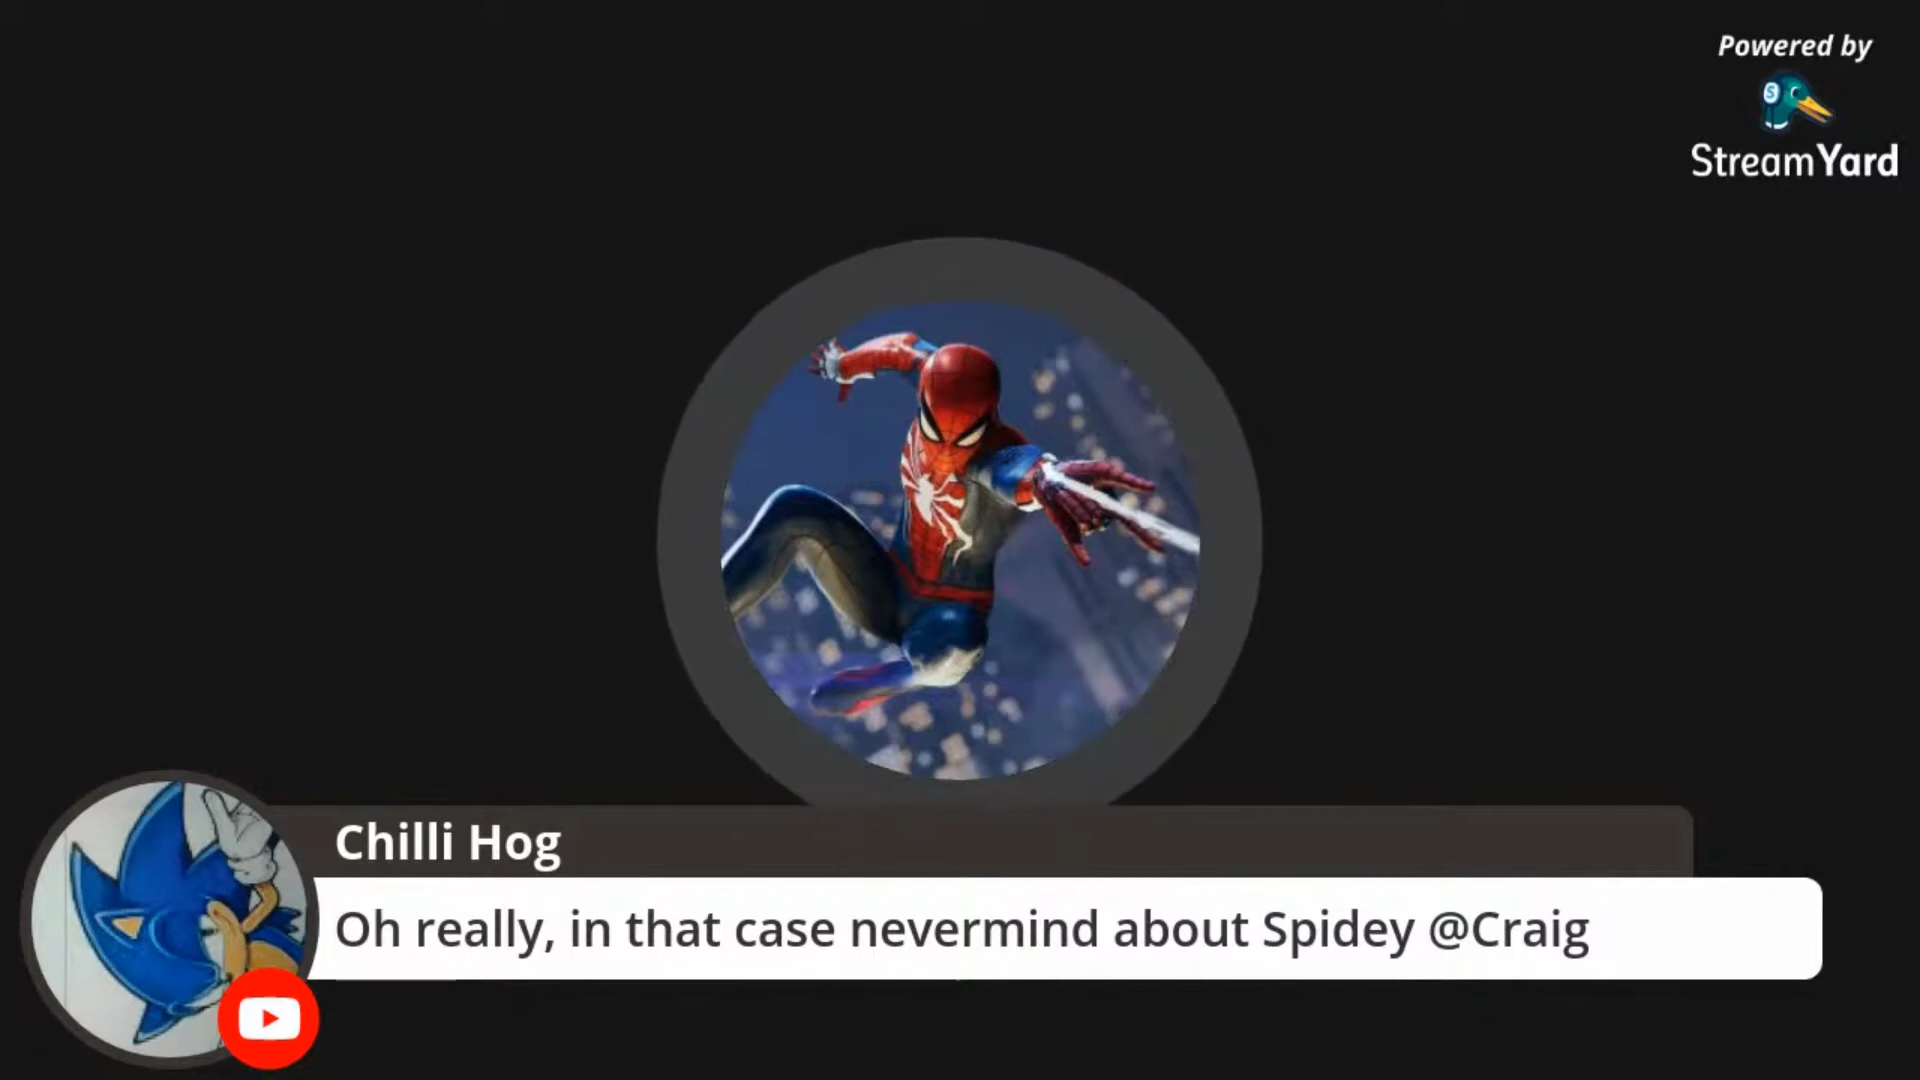 Powered by
StreamYard
Chilli Hog
Oh really, in that case nevermind about Spidey @Craig